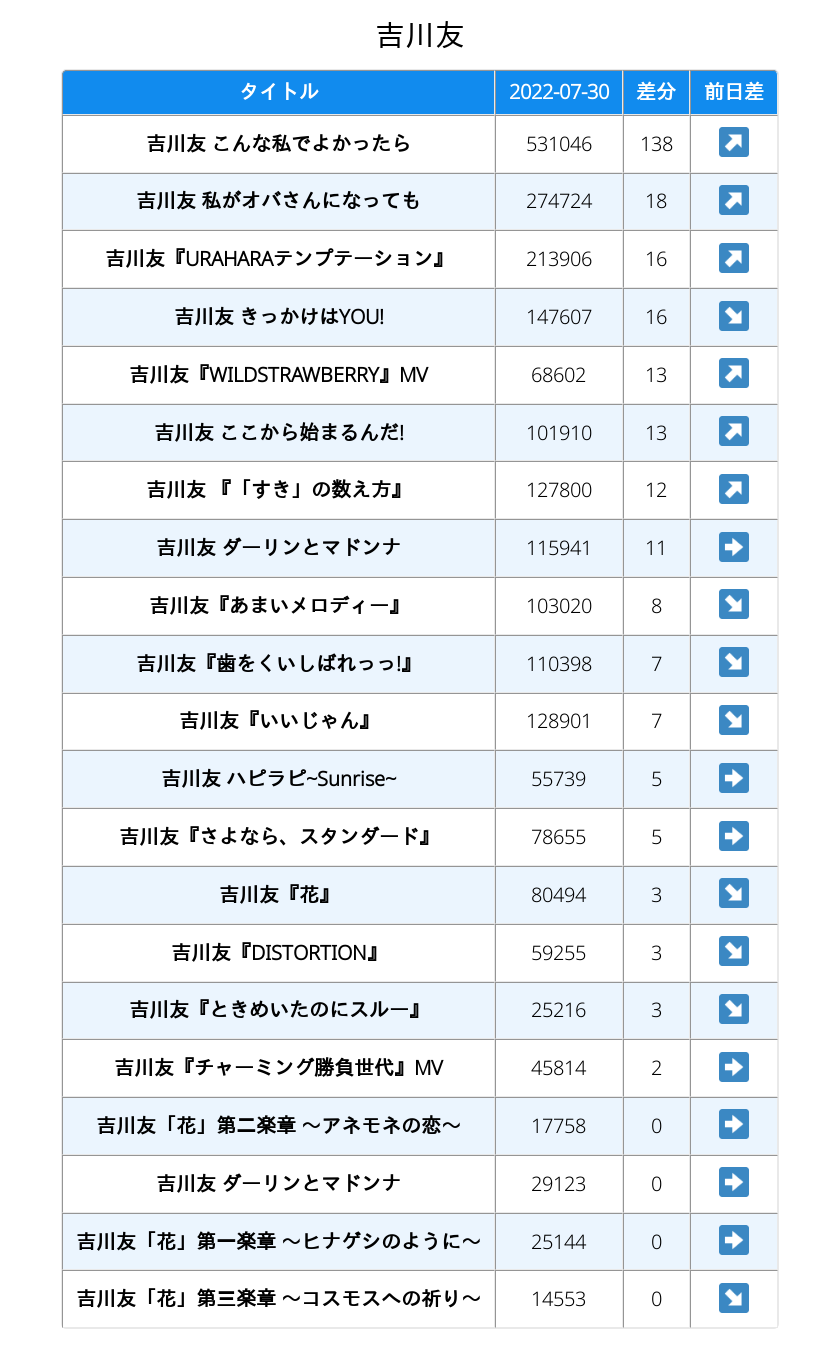 吉川友
タイトル 2022-07-30 差分 前日差
吉川友 こんな私でよかったら 531046 138 ↗
吉川友 私がオバさんになっても 274724 18 ↗
吉川友『URAHARAテンプテーション』 213906 16 ↗
吉川友 きっかけはYOU! 147607 16 ↘
吉川友『WILDSTRAWBERRY』MV 68602 13 ↗
吉川友 ここから始まるんだ! 101910 13 ↗
吉川友 『「すき」の数え方』 127800 12 ↗
吉川友 ダーリンとマドンナ 115941 11 ➡
吉川友『あまいメロディー』 103020 8 ↘
吉川友『歯をくいしばれっっ!』 110398 7 ↘
吉川友『いいじゃん』 128901 7 ↘
吉川友 ハピラピ~Sunrise~ 55739 5 ➡
吉川友『さよなら、スタンダード』 78655 5 ➡
吉川友『花』 80494 3 ↘
吉川友『DISTORTION』 59255 3 ↘
吉川友『ときめいたのにスルー』 25216 3 ↘
吉川友『チャーミング勝負世代』MV 45814 2 ➡
吉川友「花」第二楽章 〜アネモネの恋〜 17758 0 ➡
吉川友 ダーリンとマドンナ 29123 0 ➡
吉川友「花」第一楽章 〜ヒナゲシのように〜 25144 0 ➡
吉川友「花」第三楽章 〜コスモスへの祈り〜 14553 0 ↘